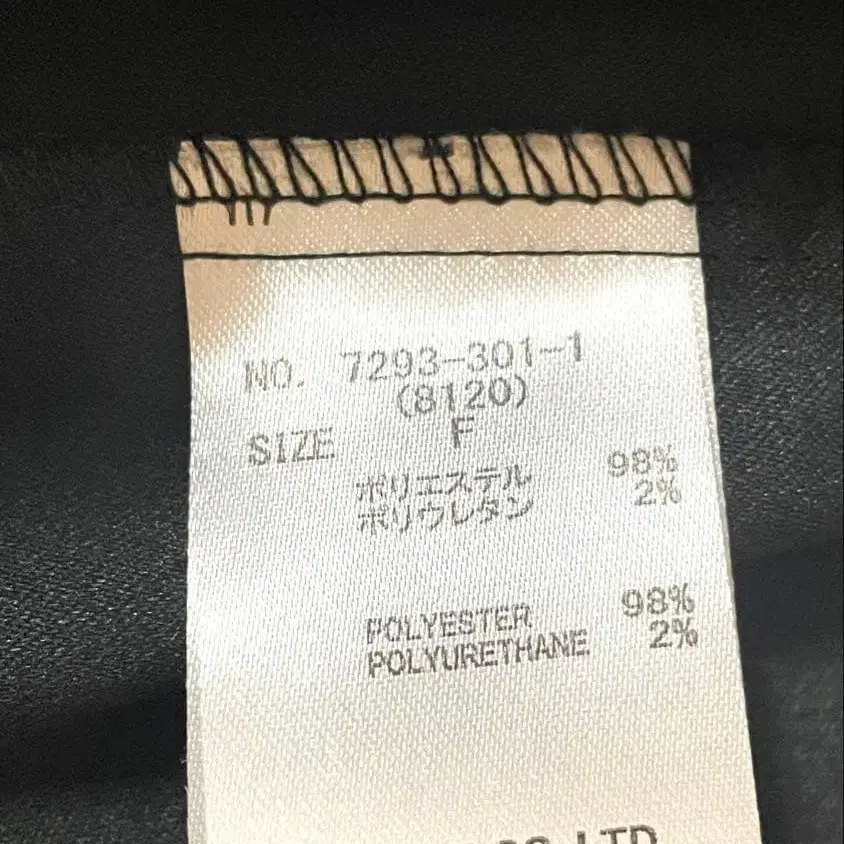 NO. 7293-301-1
(8120)
SIZE F
ポリエステル 98%
ポリウレタン 2%
POLYESTER 98%
POLYURETHANE 2%
LTD